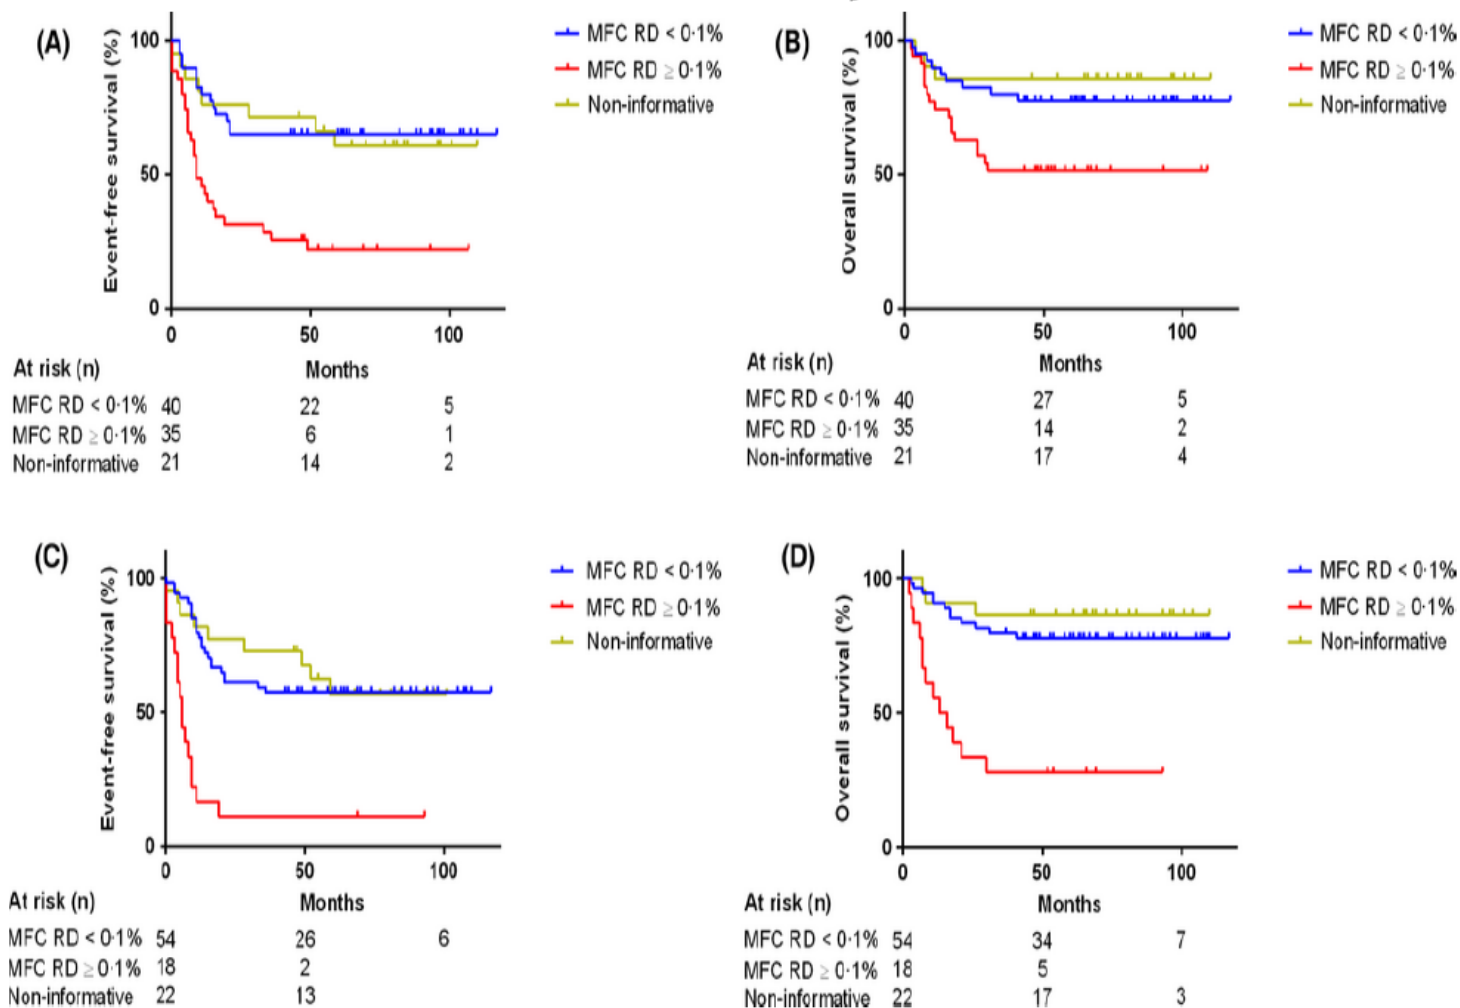 (A)
Event-free survival (%)
100
50
0
0 50 100
MFC RD < 0·1%
MFC RD ≥ 0·1%
Non-informative
At risk (n) Months
MFC RD < 0·1% 40 22 5
MFC RD ≥ 0·1% 35 6 1
Non-informative 21 14 2
(B)
Overall survival (%)
100
50
0
0 50 100
MFC RD < 0·1%
MFC RD ≥ 0·1%
Non-informative
At risk (n) Months
MFC RD < 0·1% 40 27 5
MFC RD ≥ 0·1% 35 14 2
Non-informative 21 17 4
(C)
Event-free survival (%)
100
50
0
0 50 100
MFC RD < 0·1%
MFC RD ≥ 0·1%
Non-informative
At risk (n) Months
MFC RD < 0·1% 54 26 6
MFC RD ≥ 0·1% 18 2
Non-informative 22 13
(D)
Overall survival (%)
100
50
0
0 50 100
MFC RD < 0·1%
MFC RD ≥ 0·1%
Non-informative
At risk (n) Months
MFC RD < 0·1% 54 34 7
MFC RD ≥ 0·1% 18 5
Non-informative 22 17 3